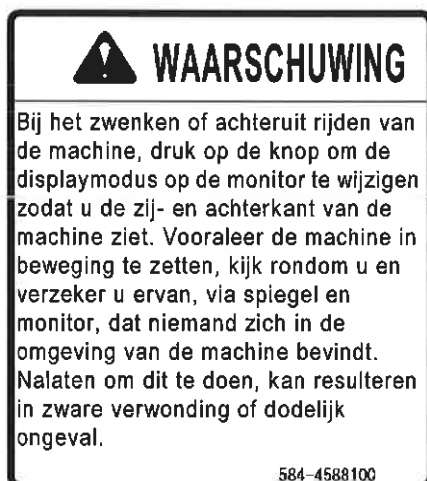 WAARSCHUWING
Bij het zwenken of achteruit rijden van
de machine, druk op de knop om de
displaymodus op de monitor te wijzigen
zodat u de zij- en achterkant van de
machine ziet. Vooraleer de machine in
beweging te zetten, kijk rondom u en
verzeker u ervan, via spiegel en
monitor, dat niemand zich in de
omgeving van de machine bevindt.
Nalaten om dit te doen, kan resulteren
in zware verwonding of dodelijk
ongeval.
584-4588100